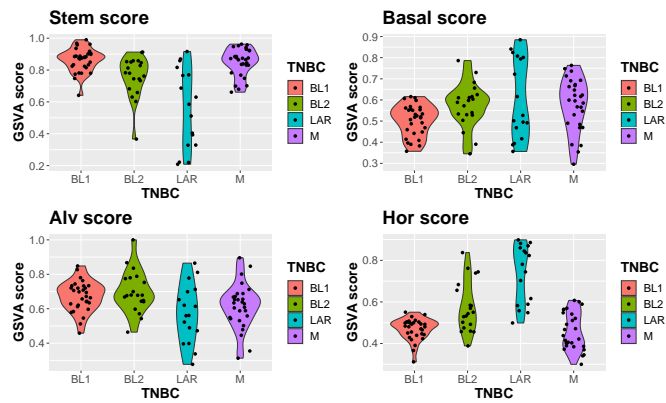 Stem score
GSVA score
1.0
0.8
0.6
0.4
0.2
BL1 BL2 LAR M
TNBC
TNBC
BL1
BL2
LAR
M
Basal score
GSVA score
0.9
0.8
0.7
0.6
0.5
0.4
0.3
BL1 BL2 LAR M
TNBC
TNBC
BL1
BL2
LAR
M
Alv score
GSVA score
1.0
0.8
0.6
0.4
BL1 BL2 LAR M
TNBC
TNBC
BL1
BL2
LAR
M
Hor score
GSVA score
0.8
0.6
0.4
BL1 BL2 LAR M
TNBC
TNBC
BL1
BL2
LAR
M